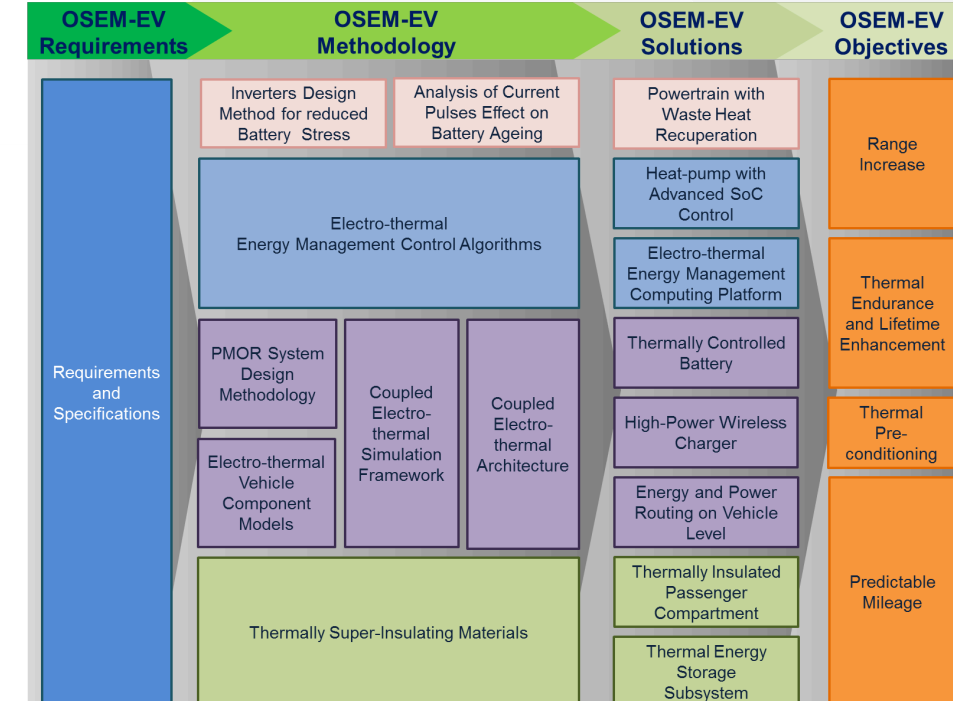 OSEM-EV
Requirements
OSEM-EV
Methodology
OSEM-EV
Solutions
OSEM-EV
Objectives
Requirements
and
Specifications
Inverters Design
Method for reduced
Battery Stress
Analysis of Current
Pulses Effect on
Battery Ageing
Electro-thermal
Energy Management Control Algorithms
PMOR System
Design
Methodology
Electro-thermal
Vehicle
Component
Models
Coupled
Electro-
thermal
Simulation
Framework
Coupled
Electro-
thermal
Architecture
Thermally Super-Insulating Materials
Powertrain with
Waste Heat
Recuperation
Heat-pump with
Advanced SoC
Control
Electro-thermal
Energy Management
Computing Platform
Thermally Controlled
Battery
High-Power Wireless
Charger
Energy and Power
Routing on Vehicle
Level
Thermally Insulated
Passenger
Compartment
Thermal Energy
Storage
Subsystem
Range
Increase
Thermal
Endurance
and Lifetime
Enhancement
Thermal
Pre-
conditioning
Predictable
Mileage